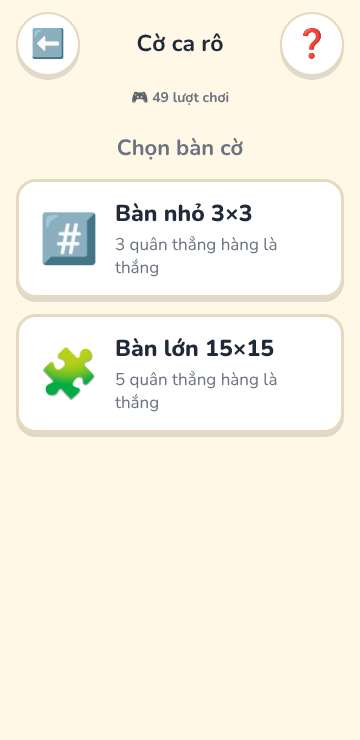 Cờ ca rô
🎮 49 lượt chơi
Chọn bàn cờ
Bàn nhỏ 3×3
3 quân thẳng hàng là
thắng
Bàn lớn 15×15
5 quân thẳng hàng là
thắng